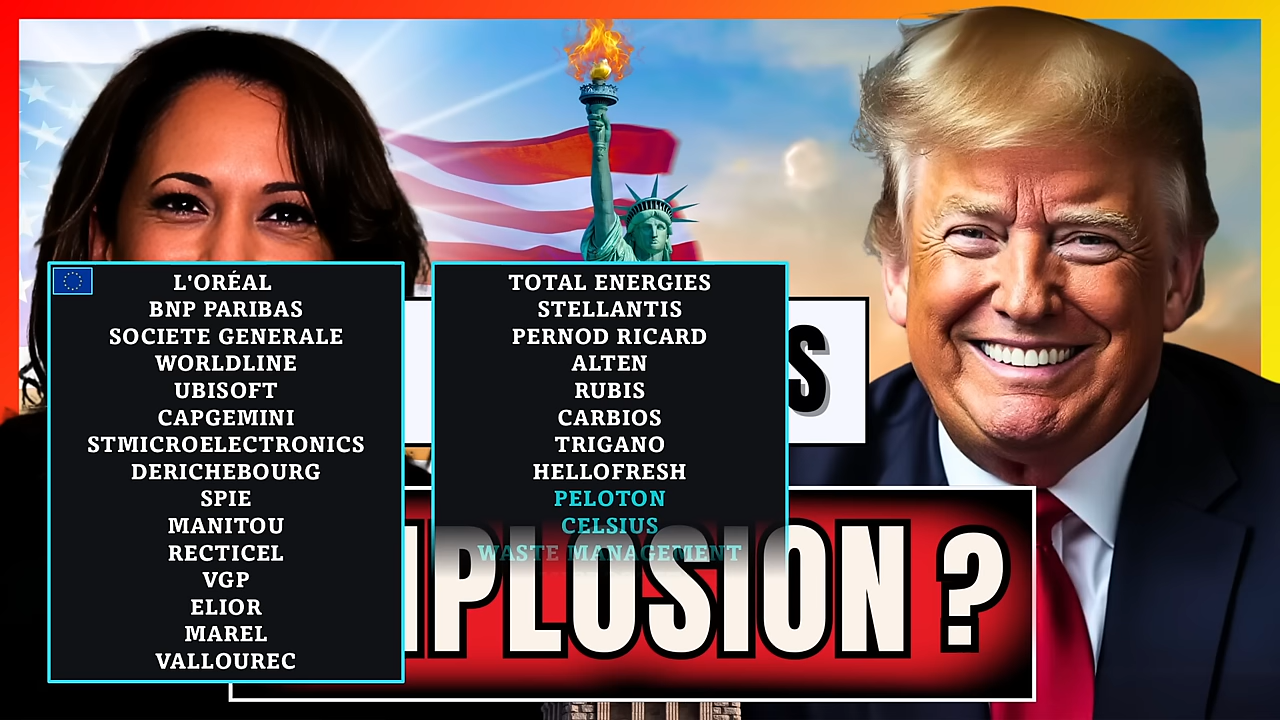 L'ORÉAL
BNP PARIBAS
SOCIETE GENERALE
WORLDLINE
UBISOFT
CAPGEMINI
STMICROELECTRONICS
DERICHEBOURG
SPIE
MANITOU
RECTICEL
VGP
ELIOR
MAREL
VALLOUREC
TOTAL ENERGIES
STELLANTIS
PERNOD RICARD
ALTEN
RUBIS
CARBIOS
TRIGANO
HELLOFRESH
PELOTON
CELSIUS
WASTE MANAGEMENT
?